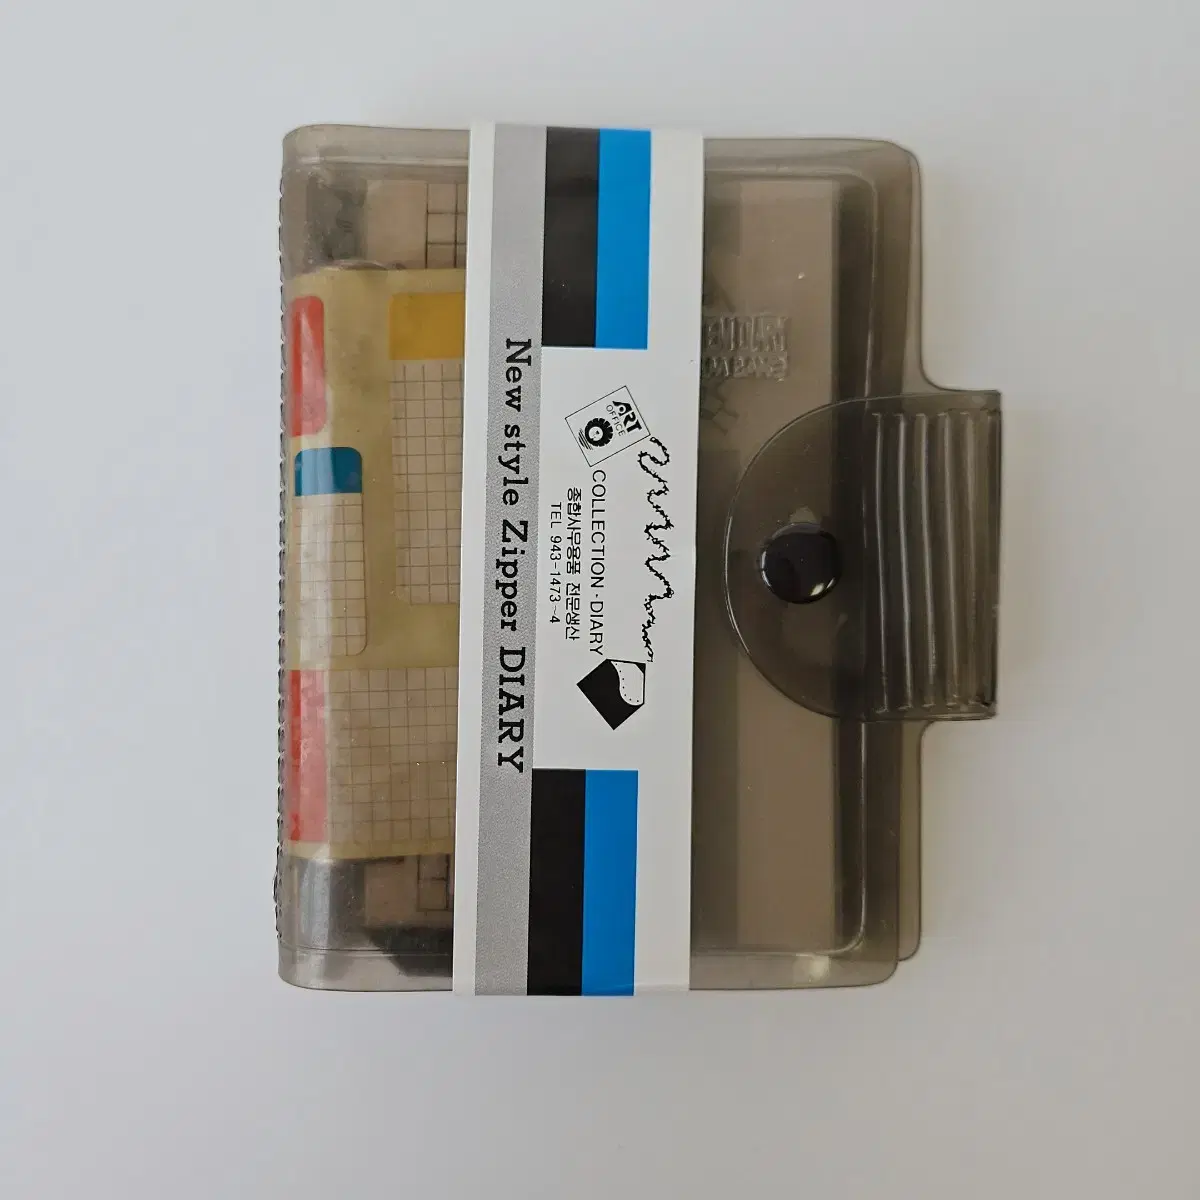 New style Zipper DIARY
ART
OFFICE
COLLECTION·DIARY
종합사무용품 전문생산
TEL 943-1473~4